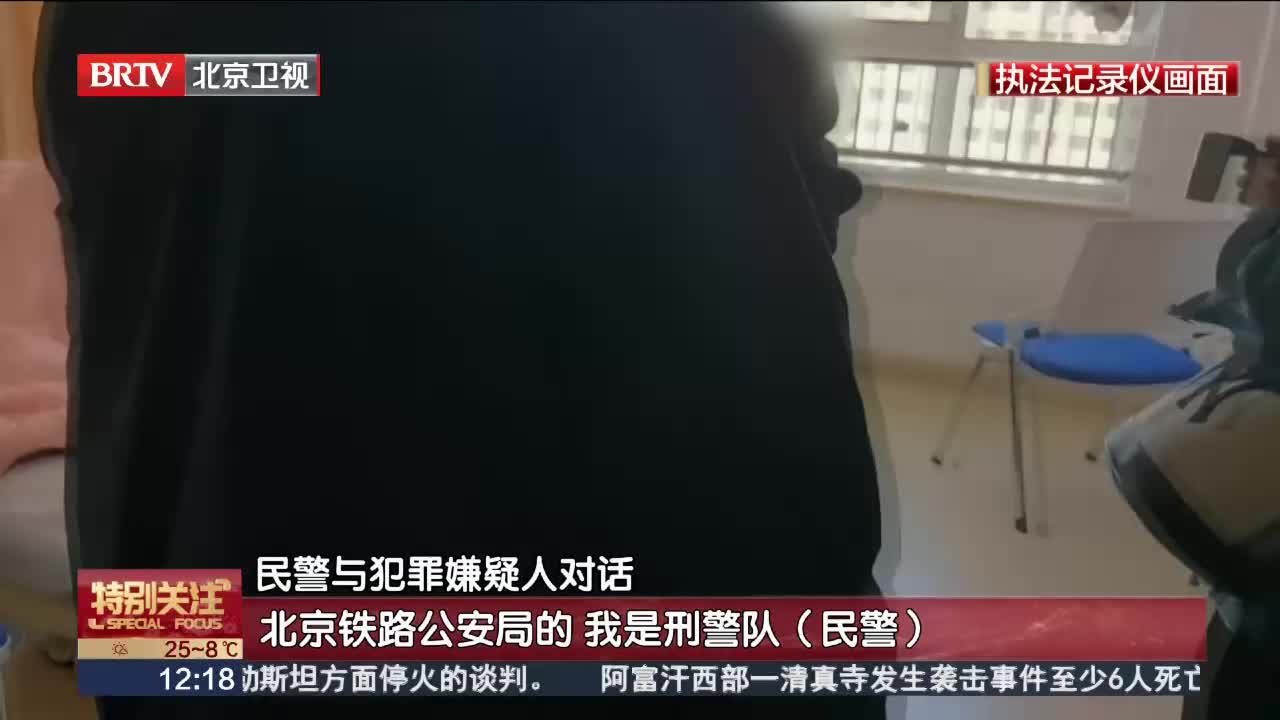 BRTV 北京卫视
执法记录仪画面
民警与犯罪嫌疑人对话
特别关注
SPECIAL FOCUS
北京铁路公安局的 我是刑警队（民警）
25~8℃
12:18
勒斯坦方面停火的谈判。 阿富汗西部一清真寺发生袭击事件至少6人死亡